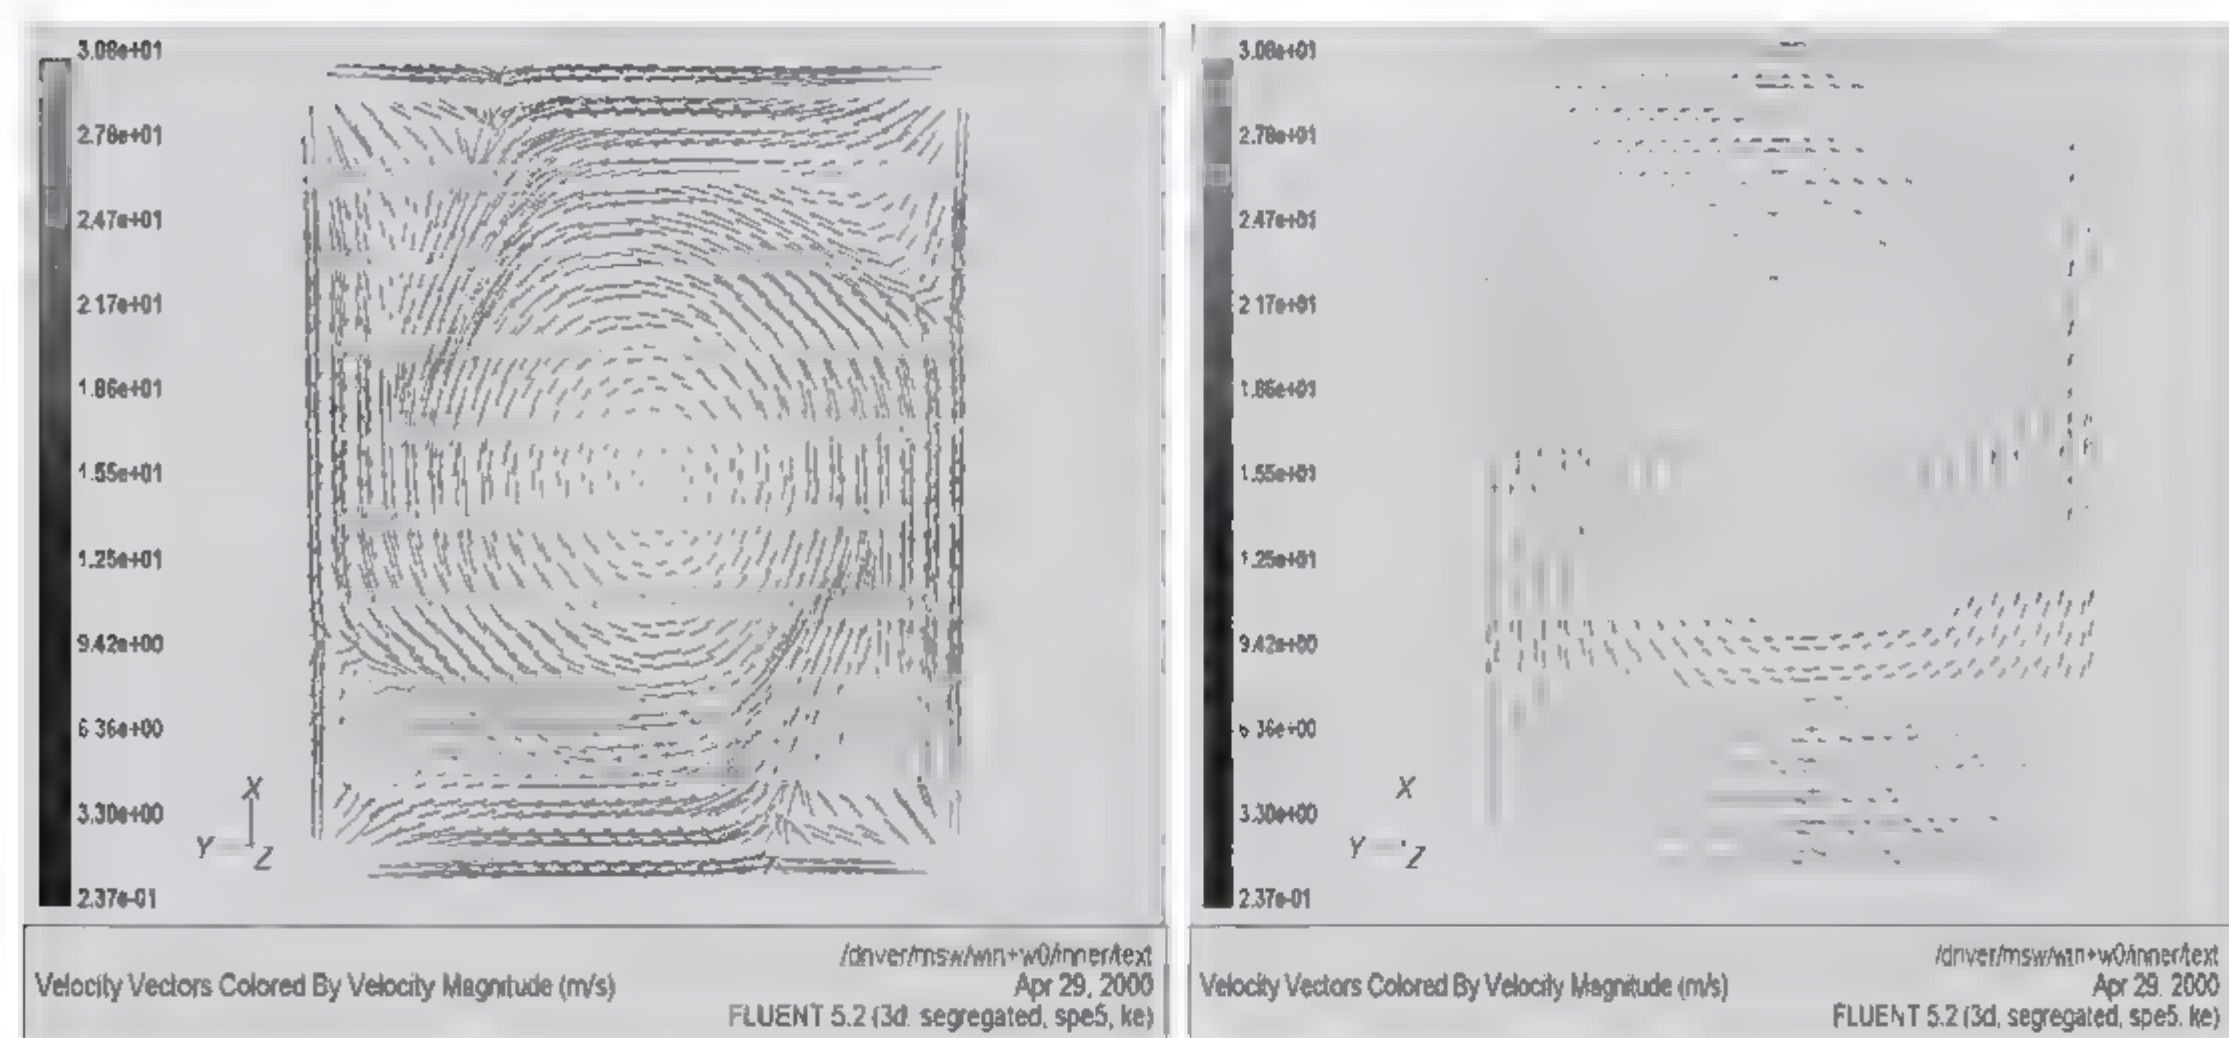 3.08e+01
2.78e+01
2.47e+01
2.17e+01
1.86e+01
1.55e+01
1.25e+01
9.42e+00
6.36e+00
3.30e+00
2.37e-01
X
Y
Z
/driver/msw/win+w0/inner/text
Velocity Vectors Colored By Velocity Magnitude (m/s)
Apr 29, 2000
FLUENT 5.2 (3d, segregated, spe5, ke)
3.08e+01
2.78e+01
2.47e+01
2.17e+01
1.86e+01
1.55e+01
1.25e+01
9.42e+00
6.36e+00
3.30e+00
2.37e-01
X
Y
Z
/driver/msw/win+w0/inner/text
Velocity Vectors Colored By Velocity Magnitude (m/s)
Apr 29. 2000
FLUENT 5.2 (3d, segregated, spe5. ke)